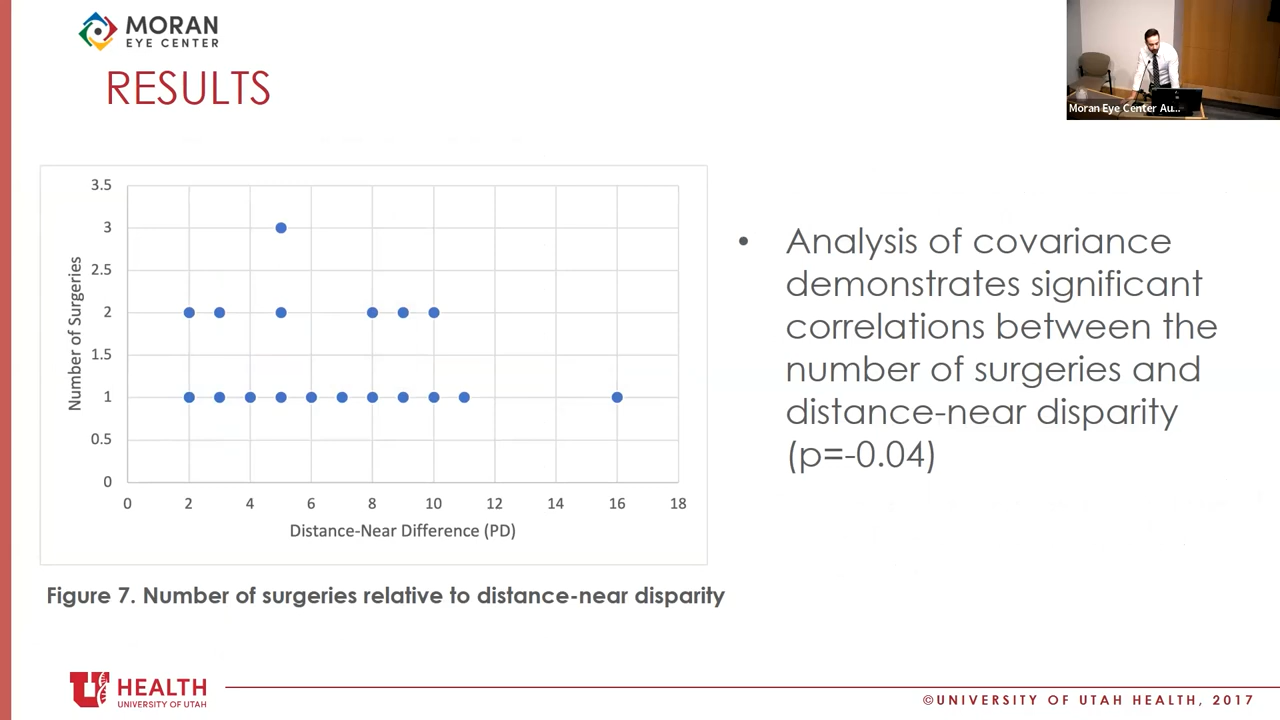 MORAN
EYE CENTER
RESULTS
Moran Eye Center Au...
3.5
3
2.5
2
1.5
1
0.5
0
Number of Surgeries
0 2 4 6 8 10 12 14 16 18
Distance-Near Difference (PD)
Figure 7. Number of surgeries relative to distance-near disparity
• Analysis of covariance
demonstrates significant
correlations between the
number of surgeries and
distance-near disparity
(p=-0.04)
U HEALTH
UNIVERSITY OF UTAH
©UNIVERSITY OF UTAH HEALTH, 2017